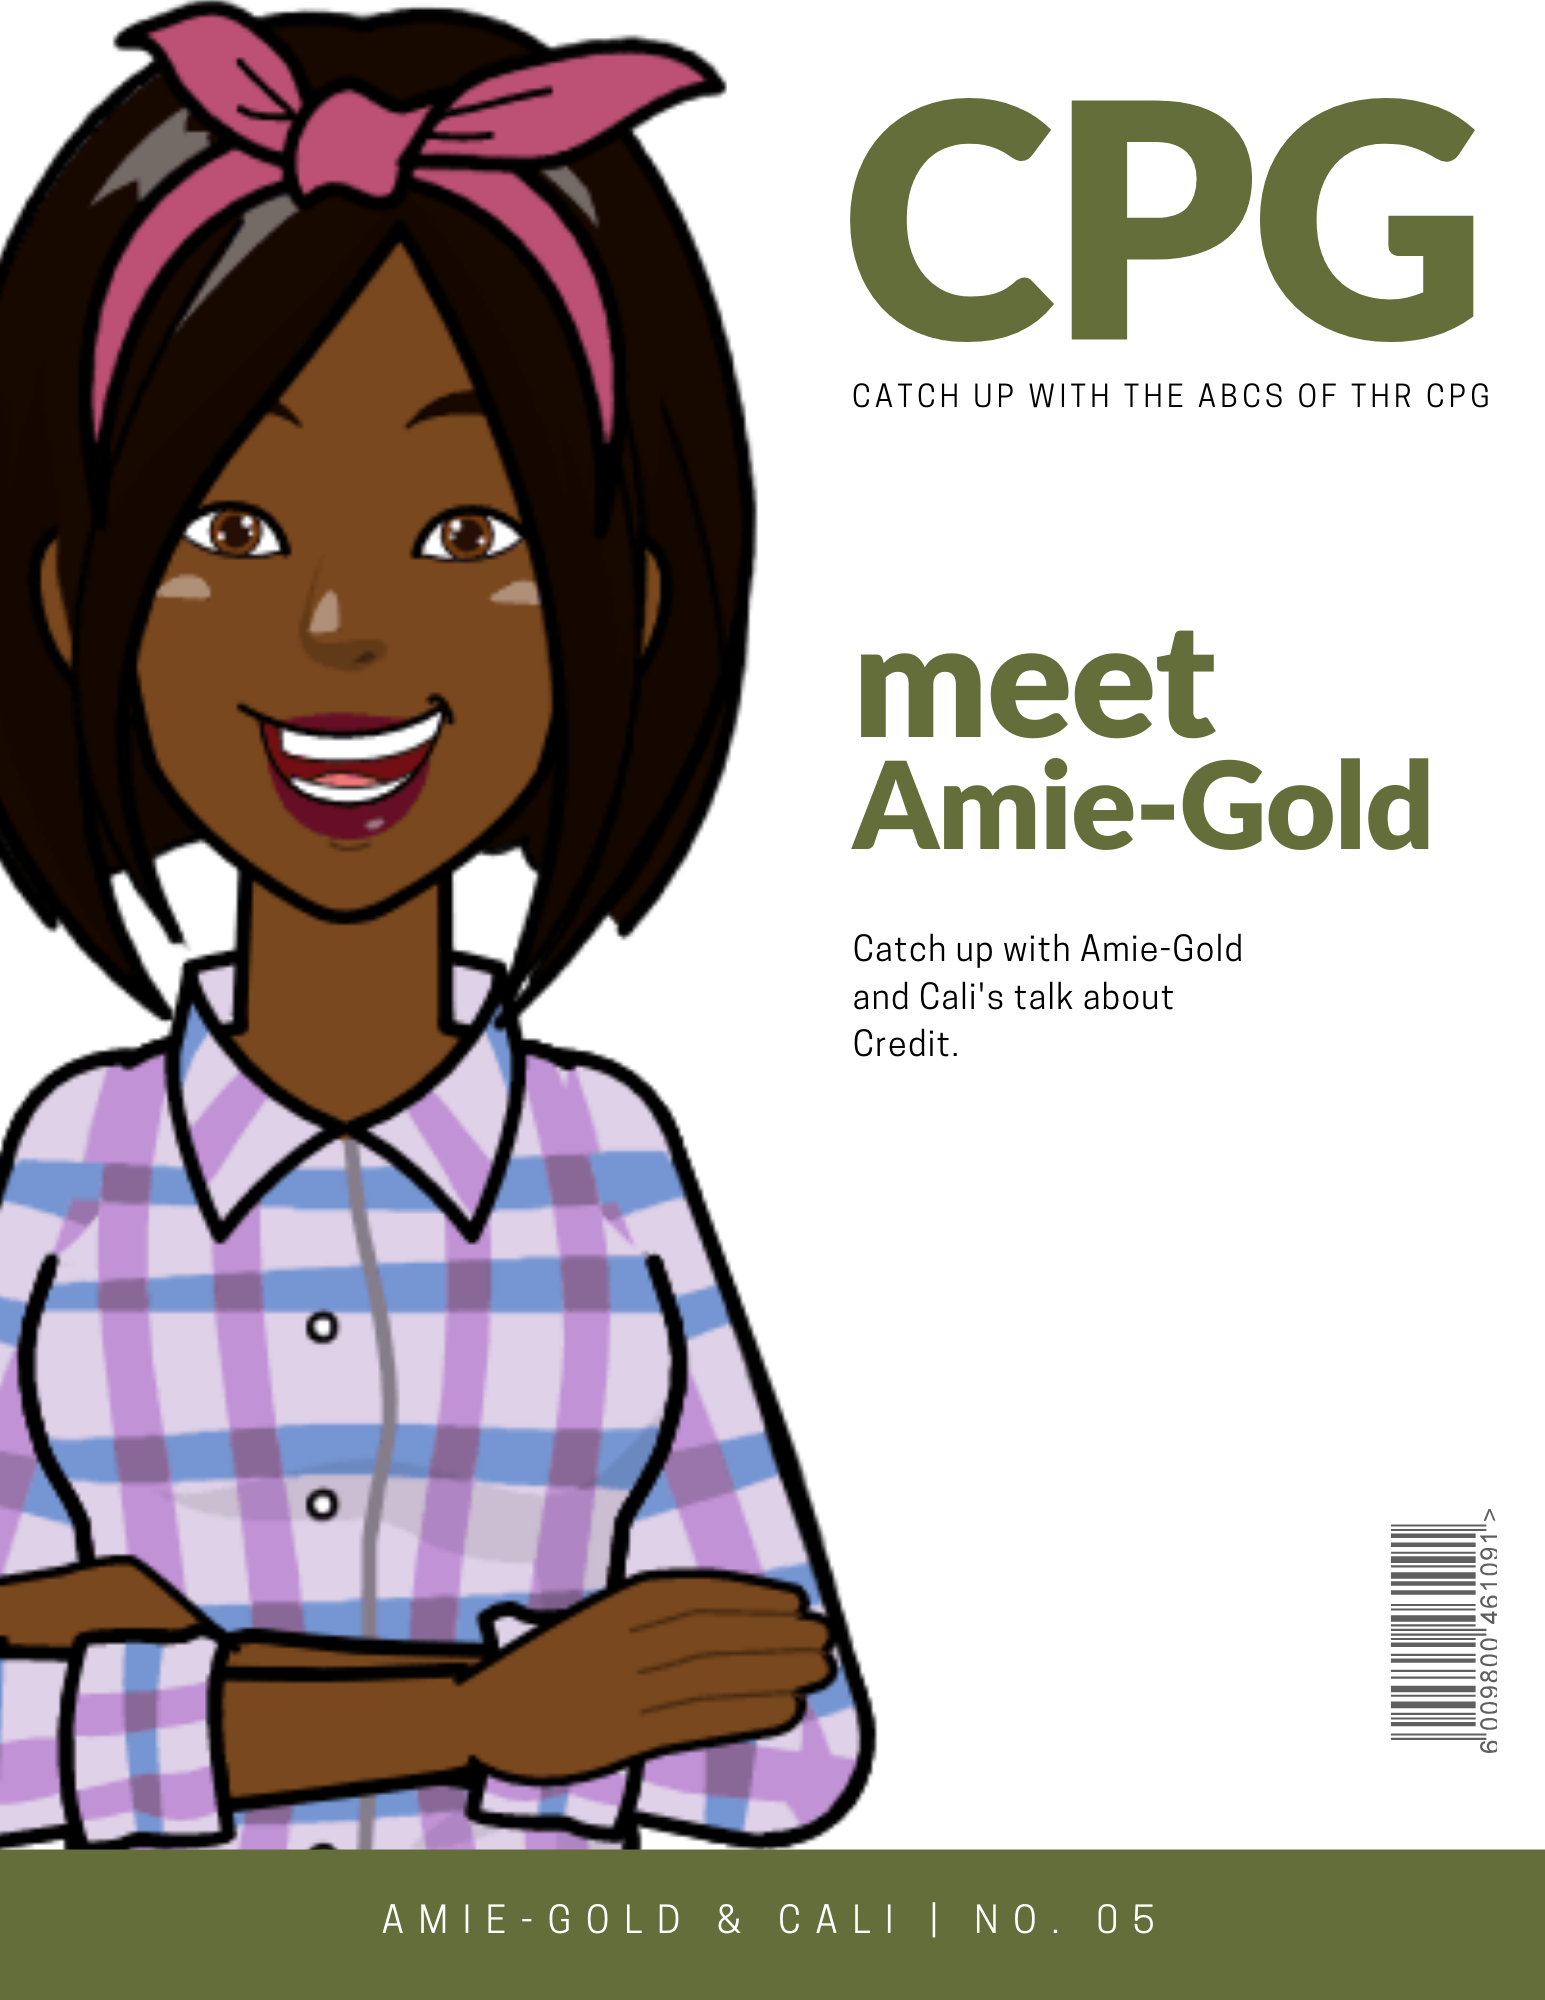 CPG
CATCH UP WITH THE ABCS OF THR CPG
meet
Amie-Gold
Catch up with Amie-Gold
and Cali's talk about
Credit.
6 009800 461091 >
AMIE-GOLD & CALI | NO. 05